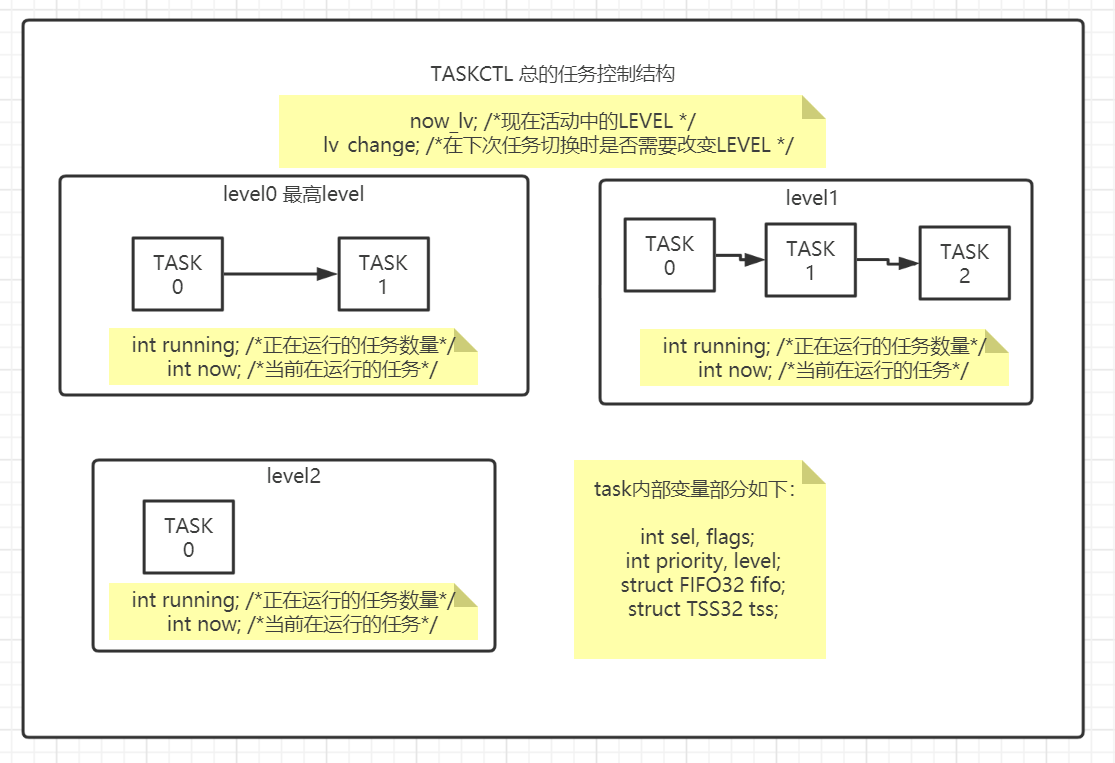 TASKCTL 总的任务控制结构
now_lv; /*现在活动中的LEVEL */
lv_change; /*在下次任务切换时是否需要改变LEVEL */
level0 最高level
TASK
0
TASK
1
int running; /*正在运行的任务数量*/
int now; /*当前在运行的任务*/
level1
TASK
0
TASK
1
TASK
2
int running; /*正在运行的任务数量*/
int now; /*当前在运行的任务*/
level2
TASK
0
int running; /*正在运行的任务数量*/
int now; /*当前在运行的任务*/
task内部变量部分如下：
int sel, flags;
int priority, level;
struct FIFO32 fifo;
struct TSS32 tss;